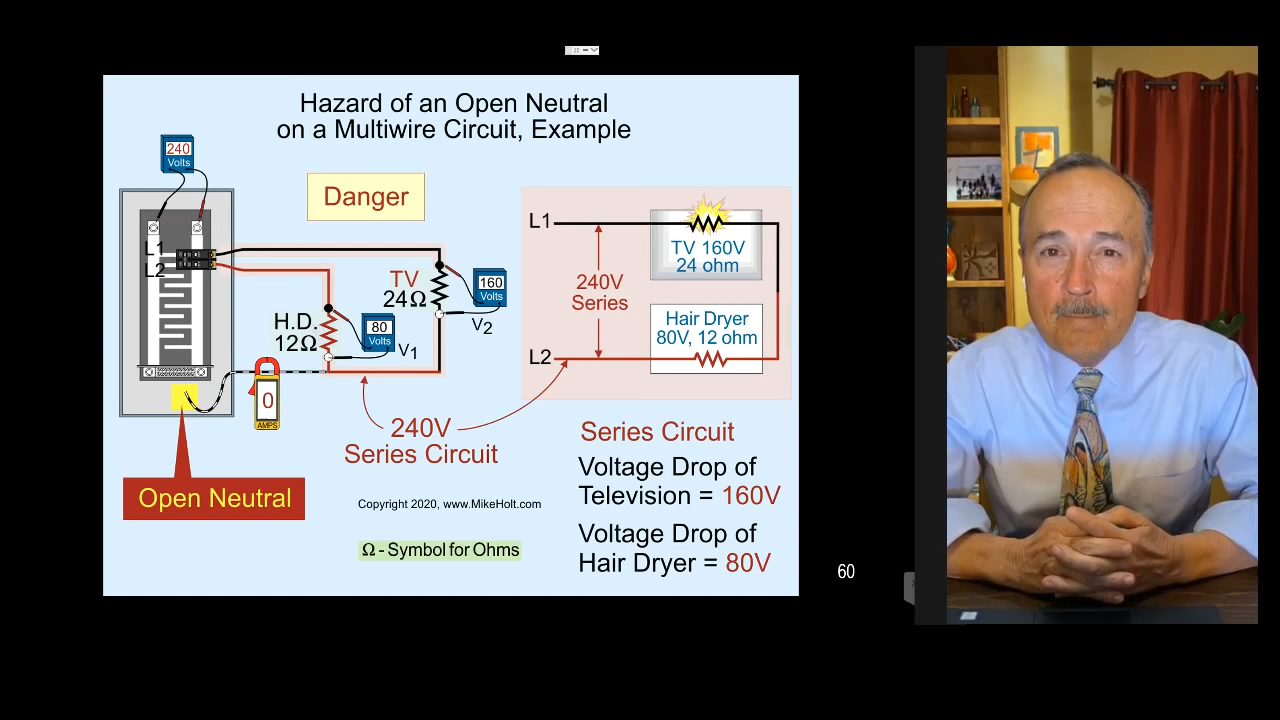 Hazard of an Open Neutral
on a Multiwire Circuit, Example
240
Volts
Danger
L1
L2
TV
24Ω
160
Volts
V2
H.D.
12Ω
80
Volts
V1
0
AMPS
Open Neutral
240V
Series Circuit
Copyright 2020, www.MikeHolt.com
Ω - Symbol for Ohms
L1
TV 160V
24 ohm
240V
Series
Hair Dryer
80V, 12 ohm
L2
Series Circuit
Voltage Drop of
Television = 160V
Voltage Drop of
Hair Dryer = 80V
60